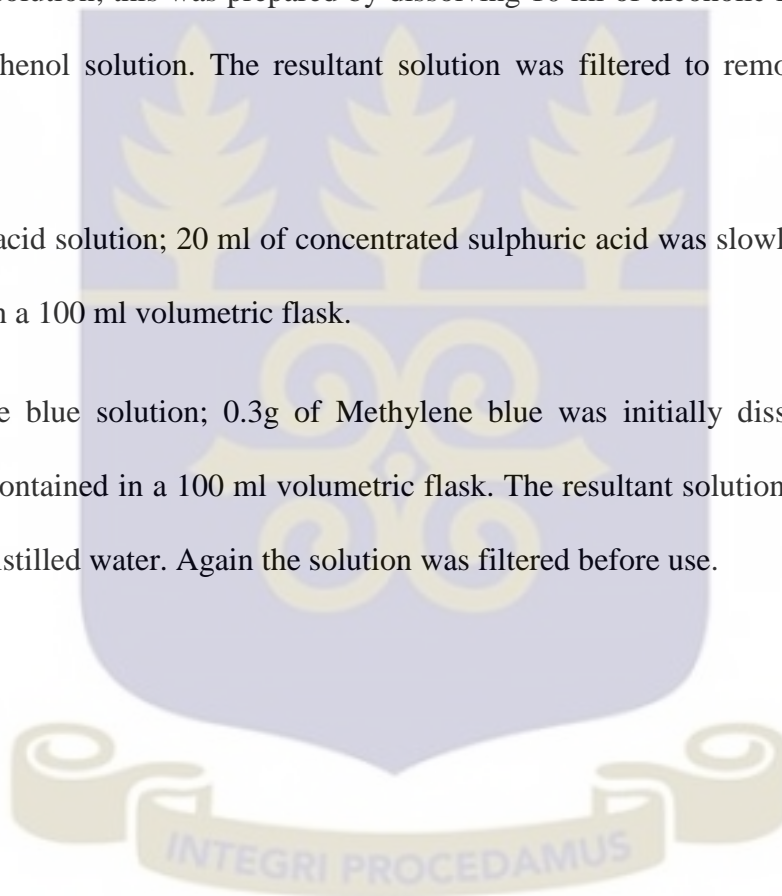 solution; this was prepared by dissolving 10 ml of alcoholic
henol solution. The resultant solution was filtered to remo
acid solution; 20 ml of concentrated sulphuric acid was slowl
n a 100 ml volumetric flask.
e blue solution; 0.3g of Methylene blue was initially diss
ontained in a 100 ml volumetric flask. The resultant solution
istilled water. Again the solution was filtered before use.
INTEGRI PROCEDAMUS